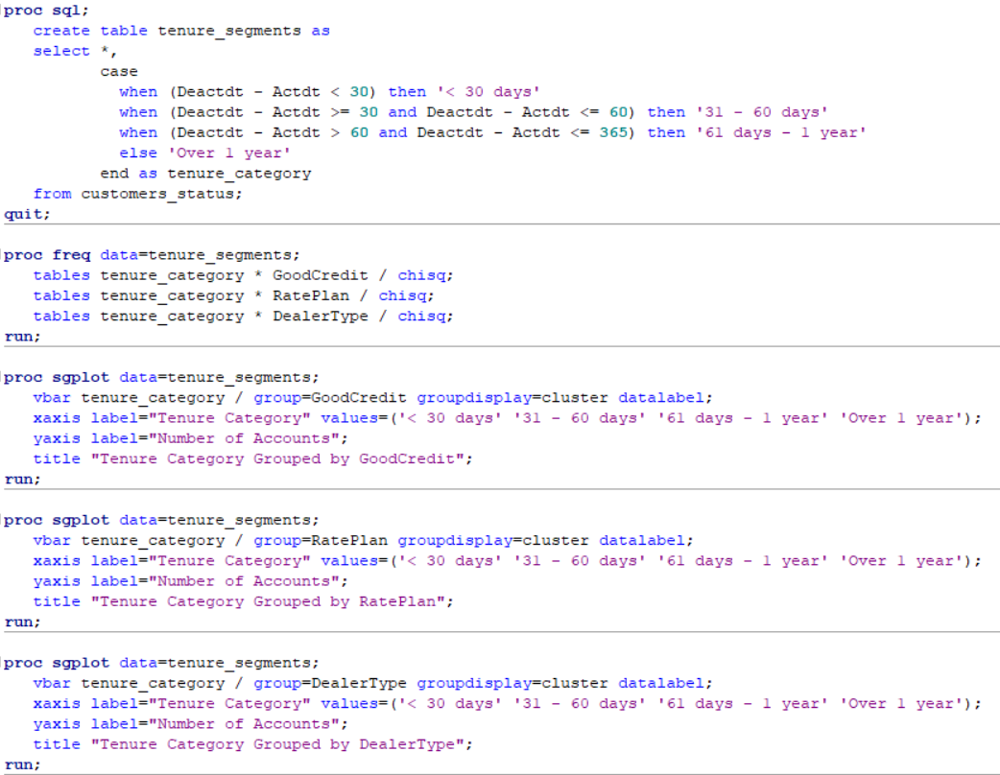 proc sql;
create table tenure_segments as
select *,
case
when (Deactdt - Actdt < 30) then '< 30 days'
when (Deactdt - Actdt >= 30 and Deactdt - Actdt <= 60) then '31 - 60 days'
when (Deactdt - Actdt > 60 and Deactdt - Actdt <= 365) then '61 days - 1 year'
else 'Over 1 year'
end as tenure_category
from customers_status;
quit;
proc freq data=tenure_segments;
tables tenure_category * GoodCredit / chisq;
tables tenure_category * RatePlan / chisq;
tables tenure_category * DealerType / chisq;
run;
proc sgplot data=tenure_segments;
vbar tenure_category / group=GoodCredit groupdisplay=cluster datalabel;
xaxis label="Tenure Category" values=('< 30 days' '31 - 60 days' '61 days - 1 year' 'Over 1 year');
yaxis label="Number of Accounts";
title "Tenure Category Grouped by GoodCredit";
run;
proc sgplot data=tenure_segments;
vbar tenure_category / group=RatePlan groupdisplay=cluster datalabel;
xaxis label="Tenure Category" values=('< 30 days' '31 - 60 days' '61 days - 1 year' 'Over 1 year');
yaxis label="Number of Accounts";
title "Tenure Category Grouped by RatePlan";
run;
proc sgplot data=tenure_segments;
vbar tenure_category / group=DealerType groupdisplay=cluster datalabel;
xaxis label="Tenure Category" values=('< 30 days' '31 - 60 days' '61 days - 1 year' 'Over 1 year');
yaxis label="Number of Accounts";
title "Tenure Category Grouped by DealerType";
run;